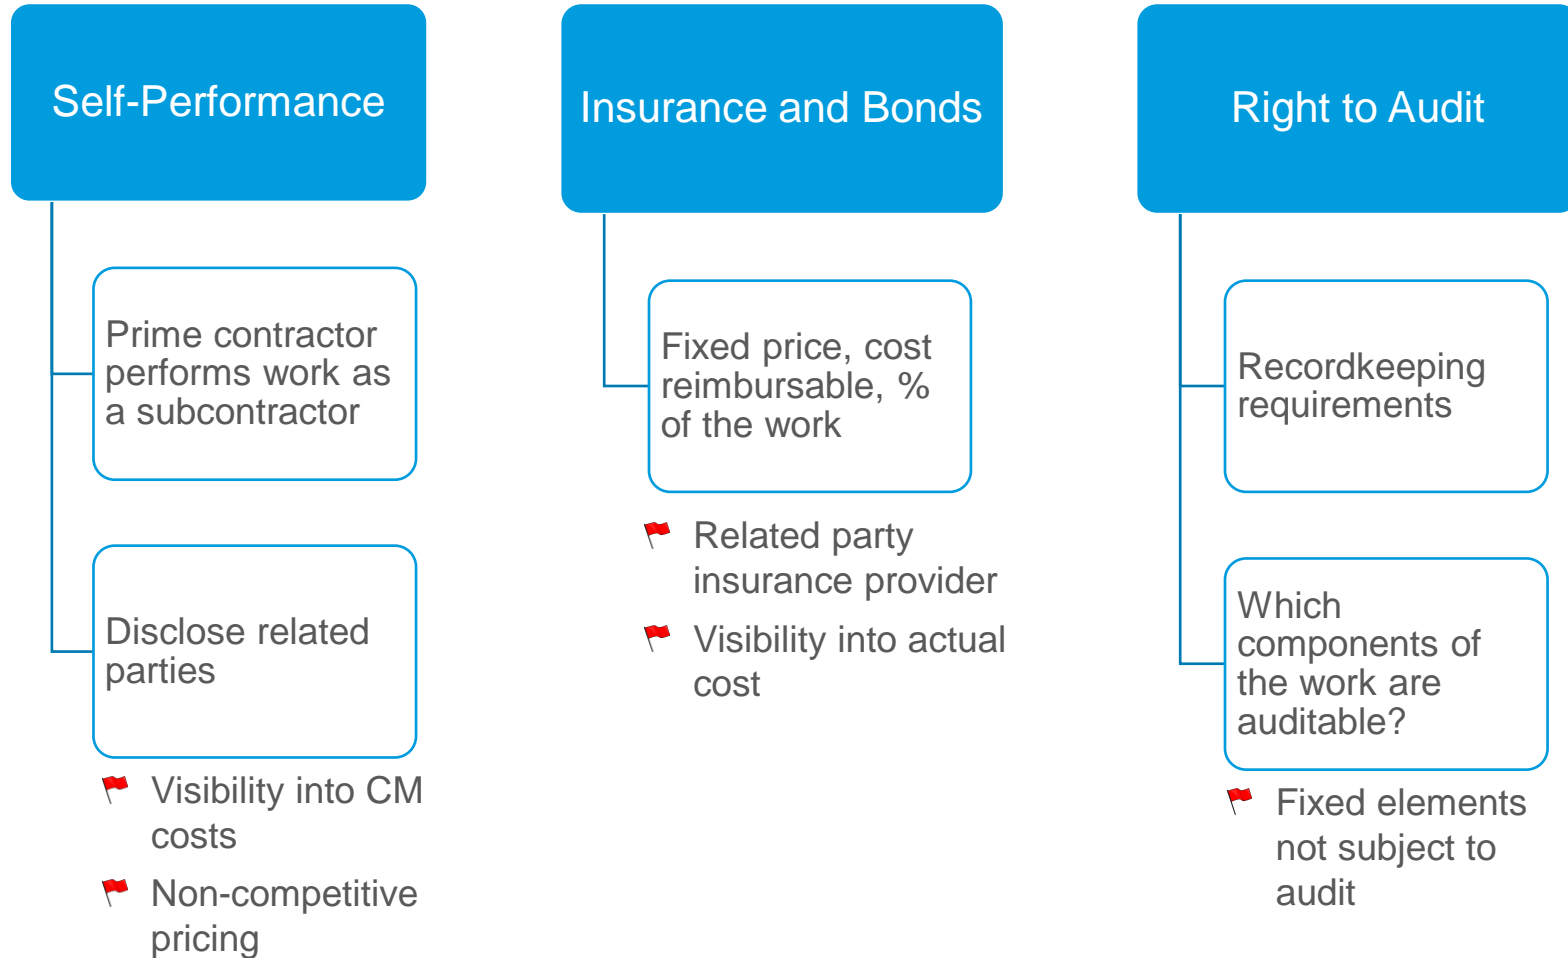 Self-Performance
Prime contractor
performs work as
a subcontractor
Disclose related
parties
Visibility into CM
costs
Non-competitive
pricing
Insurance and Bonds
Fixed price, cost
reimbursable, %
of the work
Related party
insurance provider
Visibility into actual
cost
Right to Audit
Recordkeeping
requirements
Which
components of
the work are
auditable?
Fixed elements
not subject to
audit